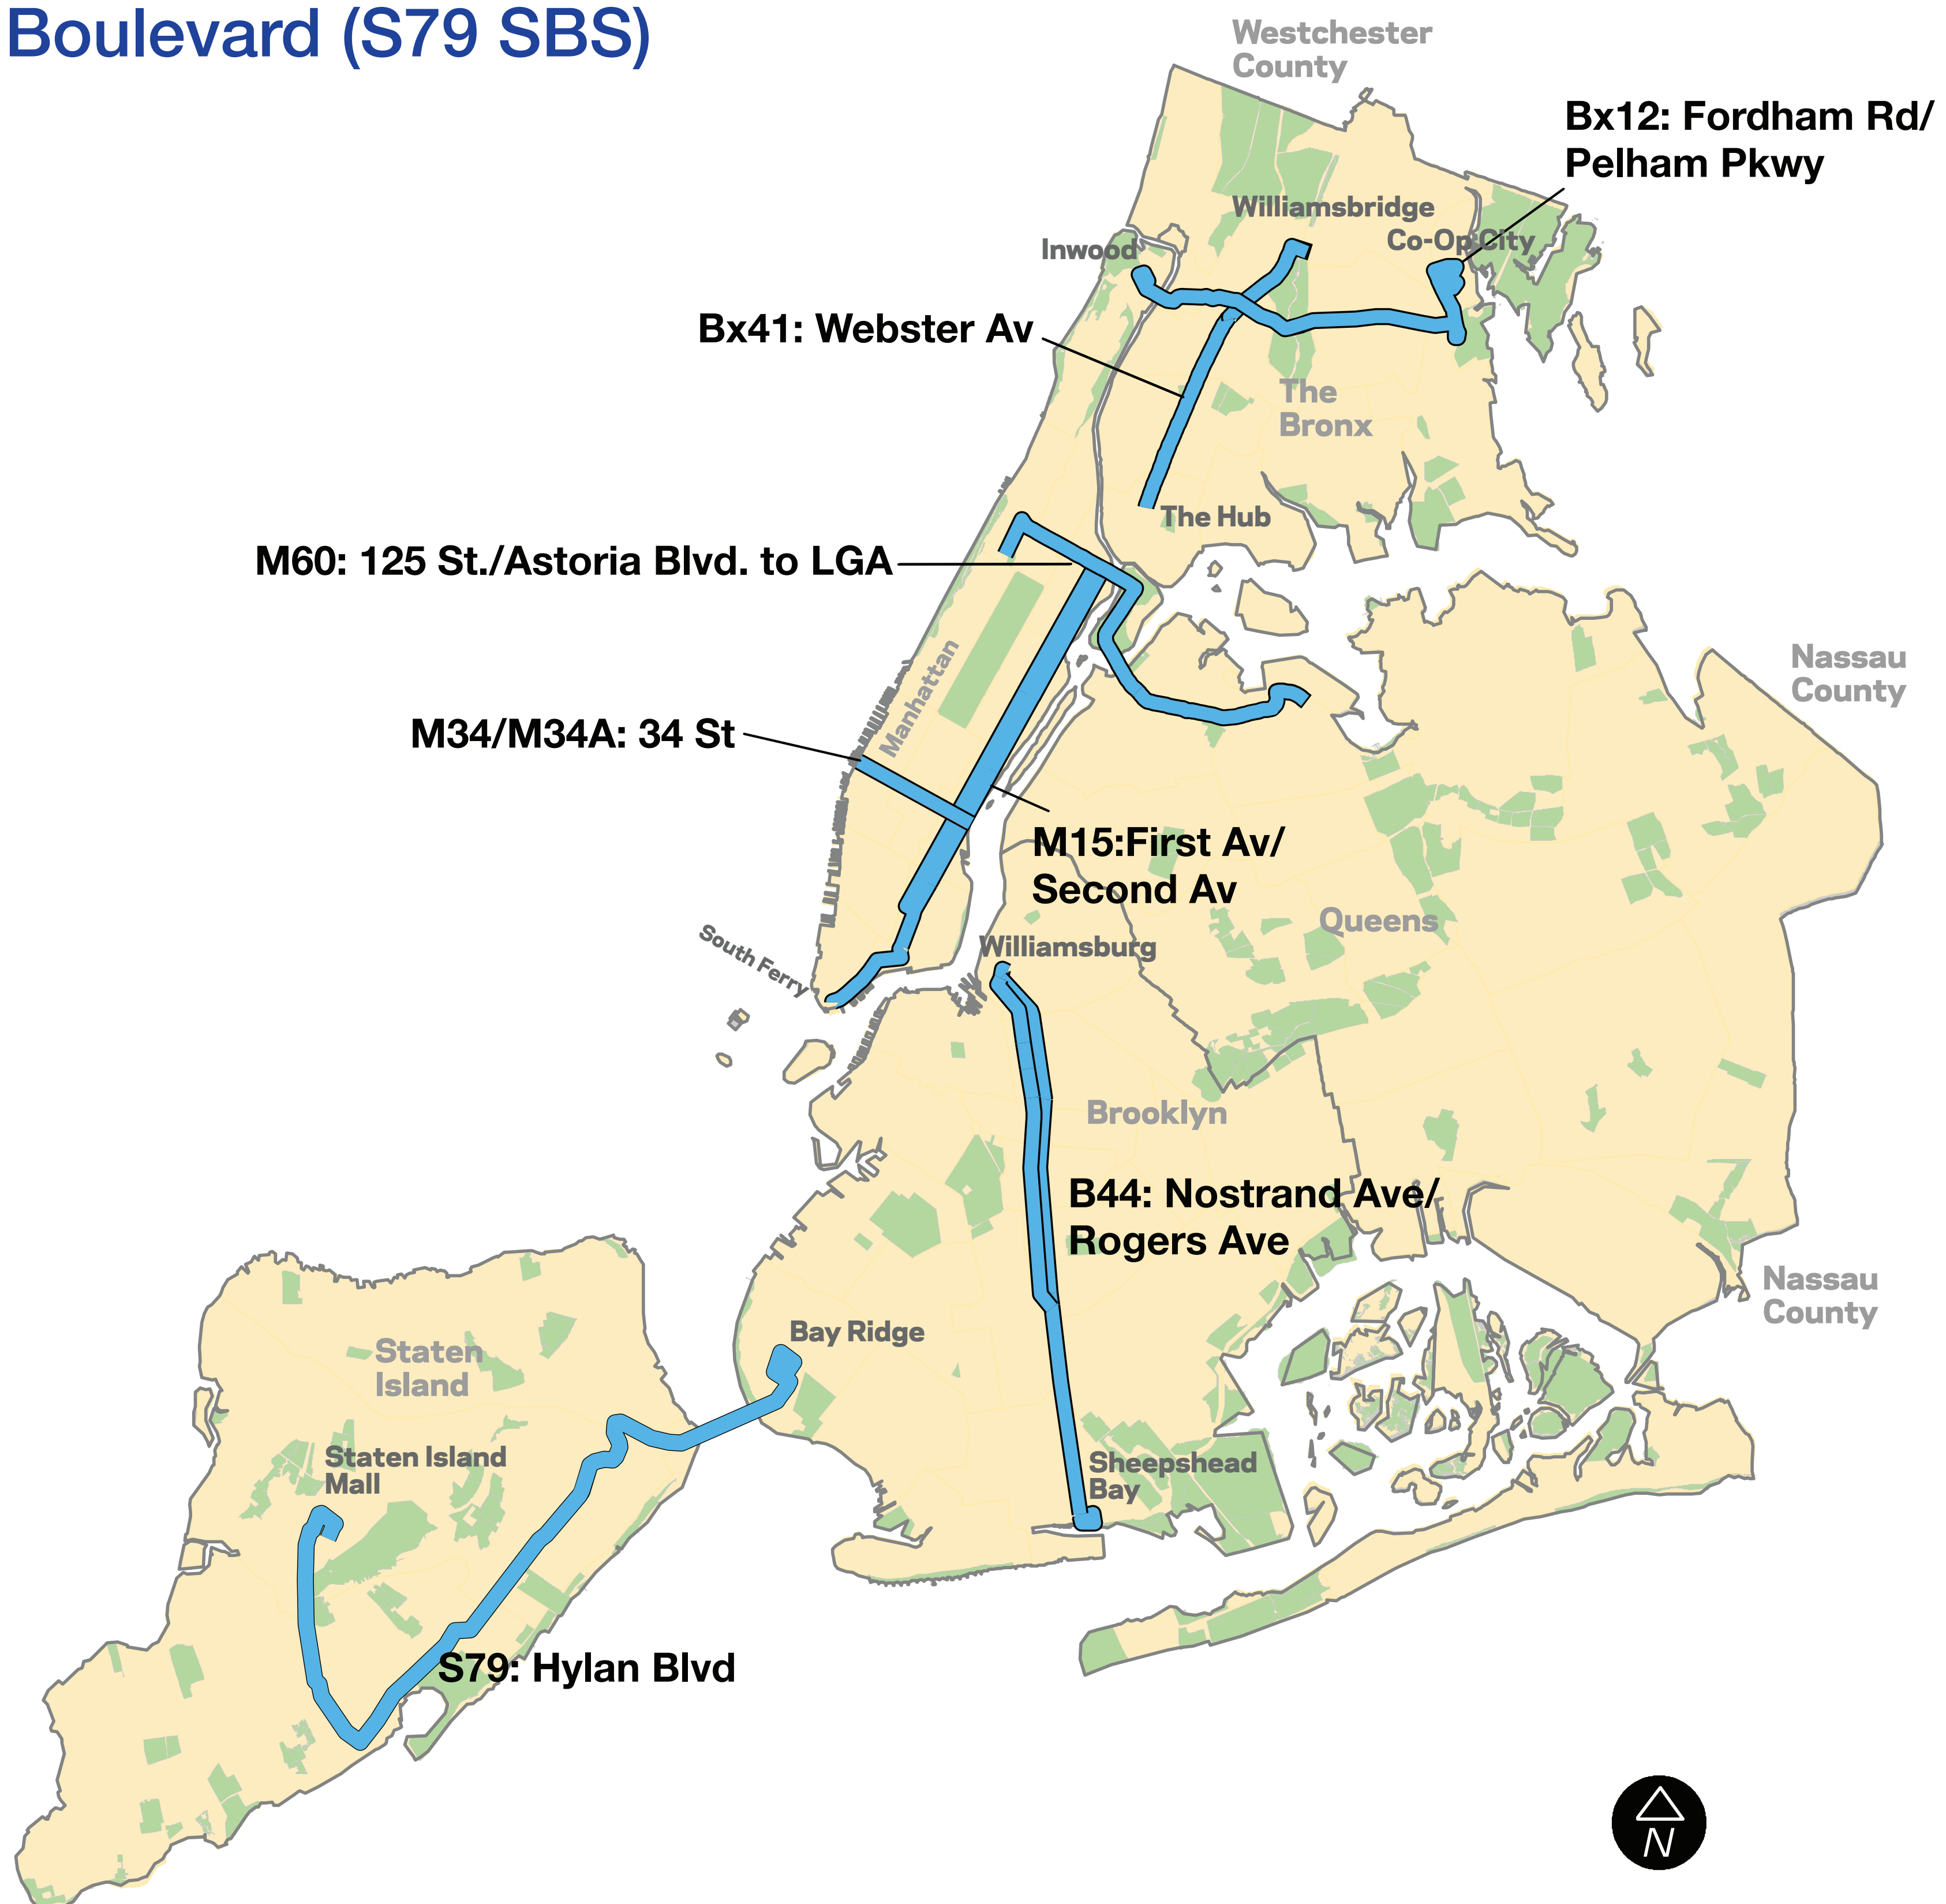 Boulevard (S79 SBS)
Westchester
County
Bx12: Fordham Rd/
Pelham Pkwy
Williamsbridge
Co-Op City
Inwood
Bx41: Webster Av
The
Bronx
The Hub
M60: 125 St./Astoria Blvd. to LGA
Manhattan
Nassau
County
M34/M34A: 34 St
M15:First Av/
Second Av
Queens
South Ferry
Williamsburg
Brooklyn
B44: Nostrand Ave/
Rogers Ave
Nassau
County
Bay Ridge
Staten
Island
Staten Island
Mall
Sheepshead
Bay
S79: Hylan Blvd
N